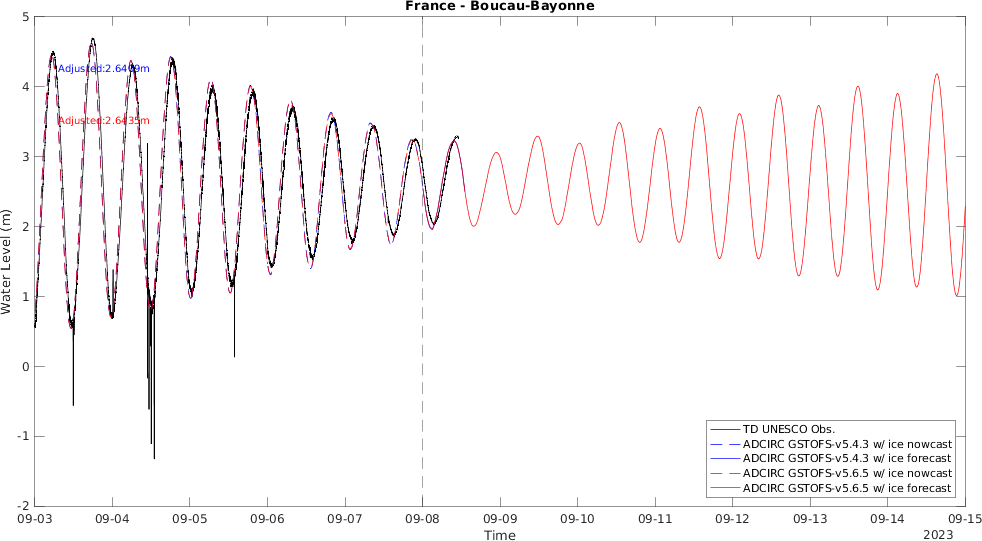 France - Boucau-Bayonne
5
4
3
2
1
0
-1
-2
Water Level (m)
Adjusted:2.6499m
Adjusted:2.6435m
TD UNESCO Obs.
ADCIRC GSTOFS-v5.4.3 w/ ice nowcast
ADCIRC GSTOFS-v5.4.3 w/ ice forecast
ADCIRC GSTOFS-v5.6.5 w/ ice nowcast
ADCIRC GSTOFS-v5.6.5 w/ ice forecast
09-03 09-04 09-05 09-06 09-07 09-08 09-09 09-10 09-11 09-12 09-13 09-14 09-15
Time
2023